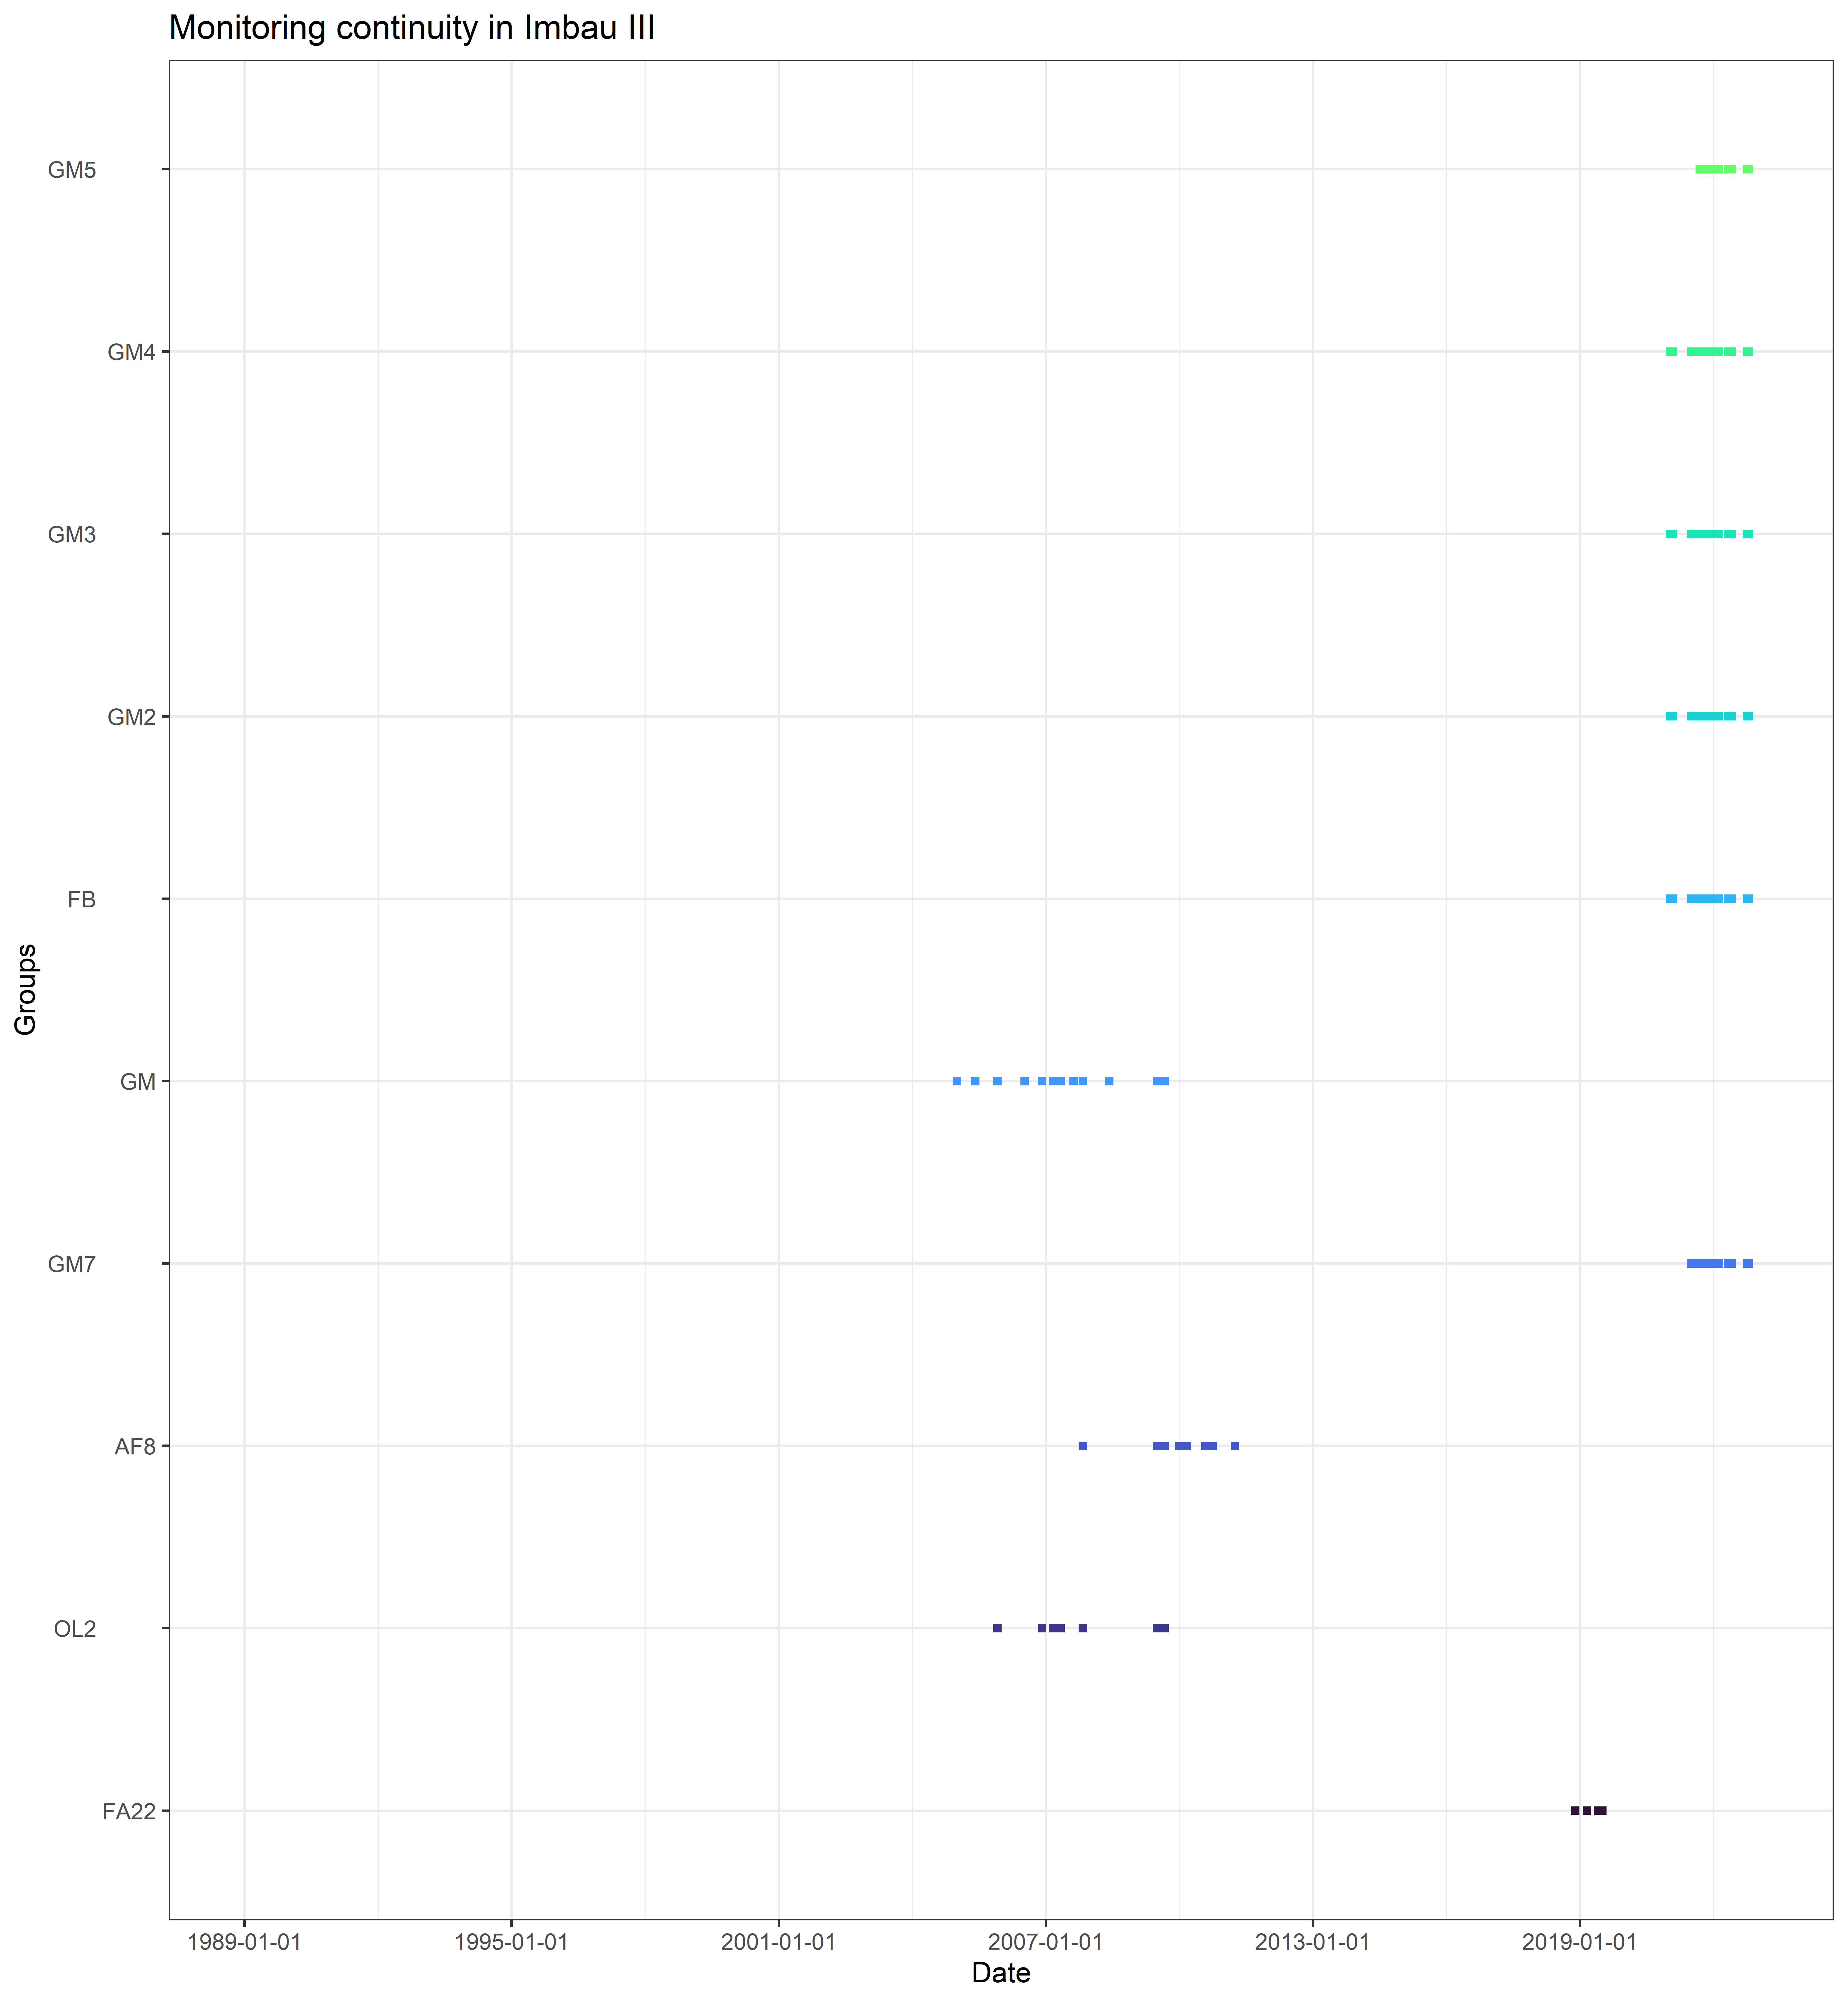 Monitoring continuity in Imbau III
GM5
GM4
GM3
GM2
FB
GM
GM7
AF8
OL2
FA22
Groups
1989-01-01 1995-01-01 2001-01-01 2007-01-01 2013-01-01 2019-01-01
Date